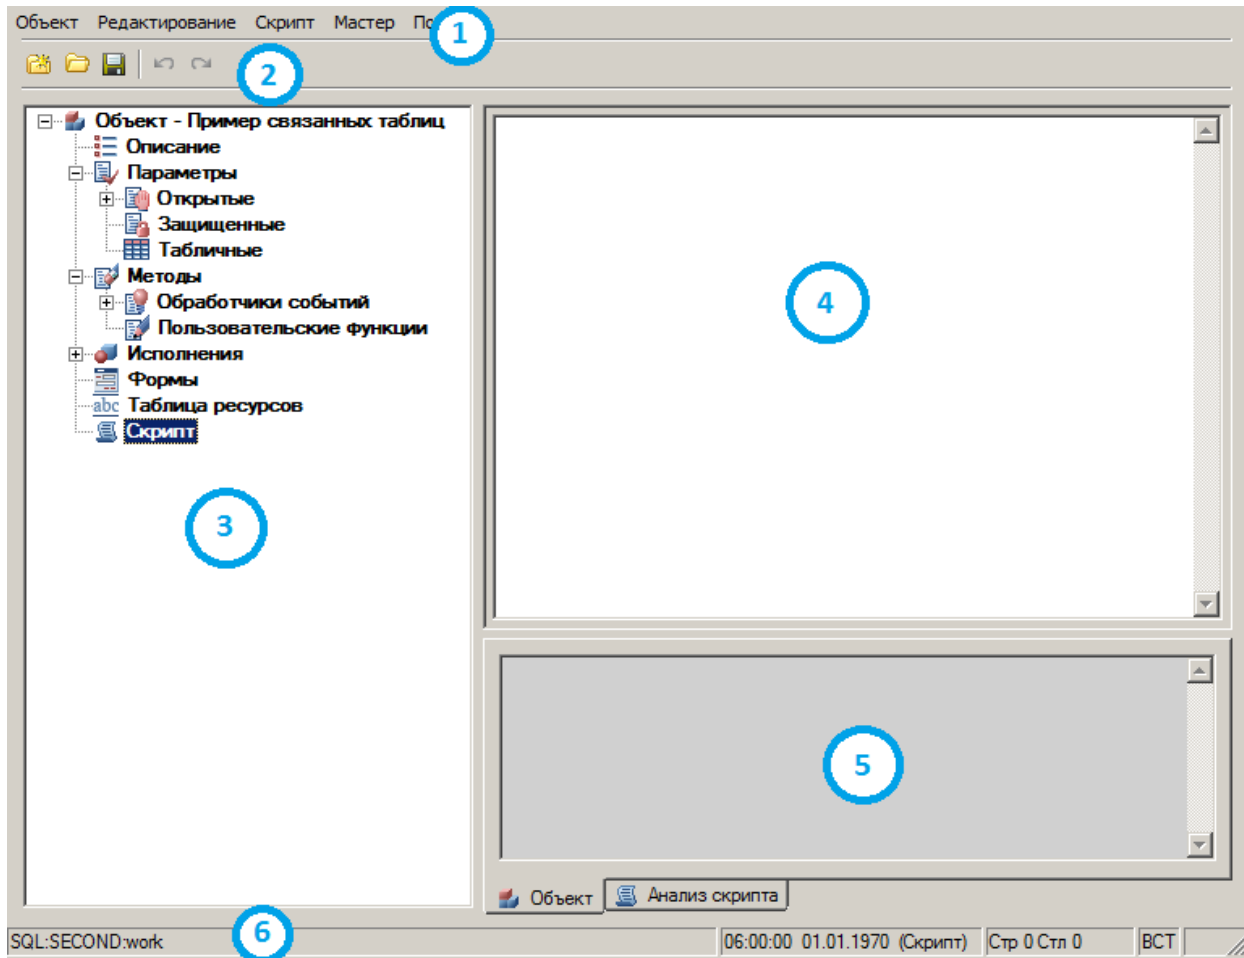 Объект Редактирование Скрипт Мастер
1
2
Объект - Пример связанных таблиц
Описание
Параметры
Открытые
Защищенные
Табличные
Методы
Обработчики событий
Пользовательские функции
Исполнения
Формы
abc Таблица ресурсов
Скрипт
3
4
5
Объект Анализ скрипта
6
SQL:SECOND:work 06:00:00 01.01.1970 (Скрипт) Стр 0 Стл 0 ВСТ